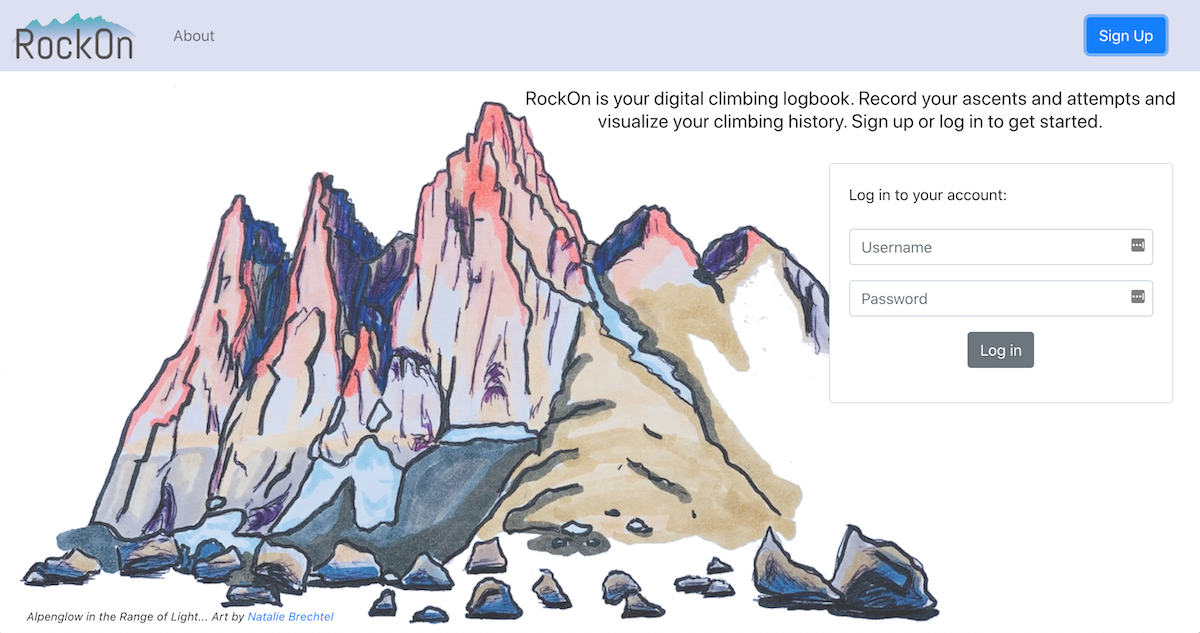 RockOn
About
Sign Up
RockOn is your digital climbing logbook. Record your ascents and attempts and
visualize your climbing history. Sign up or log in to get started.
Log in to your account:
Username
Password
Log in
Alpenglow in the Range of Light... Art by Natalie Brechtel